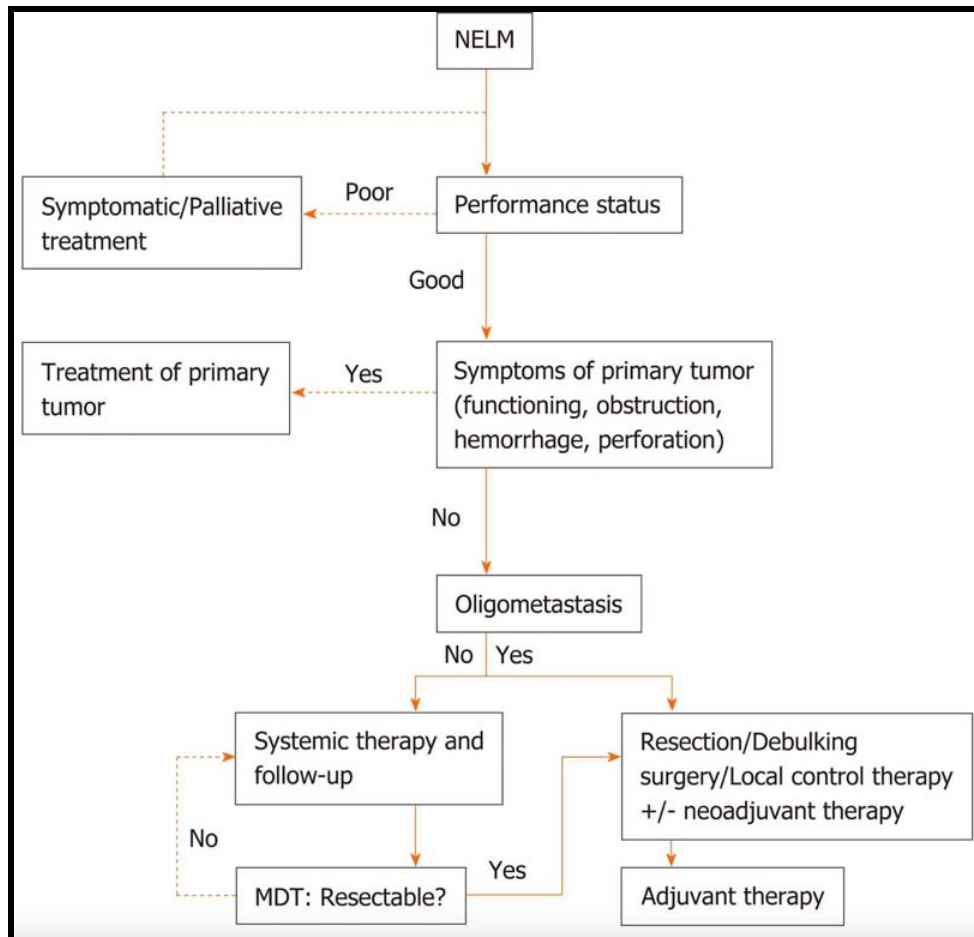 NELM
Poor
Symptomatic/Palliative
treatment
Performance status
Good
Treatment of primary
tumor
Yes
Symptoms of primary tumor
(functioning, obstruction,
hemorrhage, perforation)
No
Oligometastasis
No
Yes
Systemic therapy and
follow-up
Resection/Debulking
surgery/Local control therapy
+/- neoadjuvant therapy
No
MDT: Resectable?
Yes
Adjuvant therapy